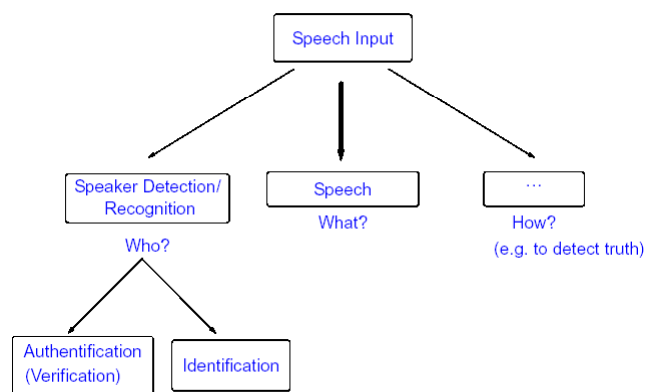 Speech Input
Speaker Detection/
Recognition
Speech
...
Who?
What?
How?
(e.g. to detect truth)
Authentification
(Verification)
Identification